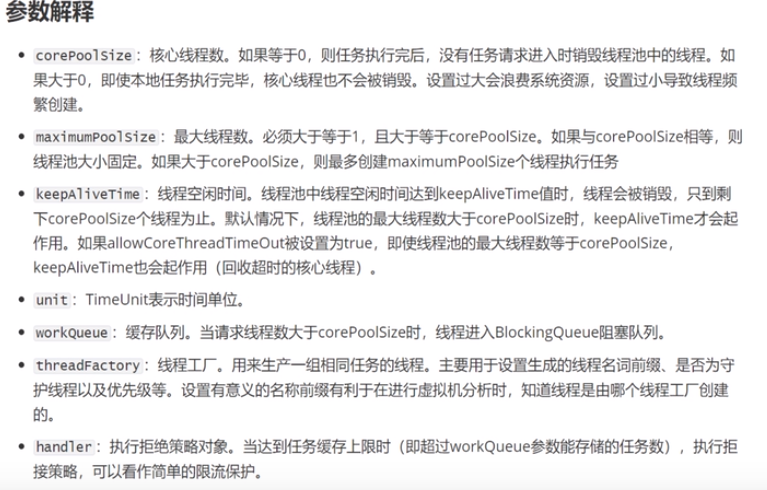 参数解释
corePoolSize：核心线程数。如果等于0，则任务执行完后，没有任务请求进入时销毁线程池中的线程。如
果大于0，即使本地任务执行完毕，核心线程也不会被销毁。设置过大会浪费系统资源，设置过小导致线程频
繁创建。
maximumPoolSize：最大线程数。必须大于等于1，且大于等于corePoolSize。如果与corePoolSize相等，则
线程池大小固定。如果大于corePoolSize，则最多创建maximumPoolSize个线程执行任务
keepAliveTime：线程空闲时间。线程池中线程空闲时间达到keepAliveTime值时，线程会被销毁，只到剩
下corePoolSize个线程为止。默认情况下，线程池的最大线程数大于corePoolSize时，keepAliveTime才会起
作用。如果allowCoreThreadTimeOut被设置为true，即使线程池的最大线程数等于corePoolSize，
keepAliveTime也会起作用（回收超时的核心线程）。
unit：TimeUnit表示时间单位。
workQueue：缓存队列。当请求线程数大于corePoolSize时，线程进入BlockingQueue阻塞队列。
threadFactory：线程工厂。用来生产一组相同任务的线程。主要用于设置生成的线程名词前缀、是否为守
护线程以及优先级等。设置有意义的名称前缀有利于在进行虚拟机分析时，知道线程是由哪个线程工厂创建
的。
handler：执行拒绝策略对象。当达到任务缓存上限时（即超过workQueue参数能存储的任务数），执行拒
接策略，可以看作简单的限流保护。